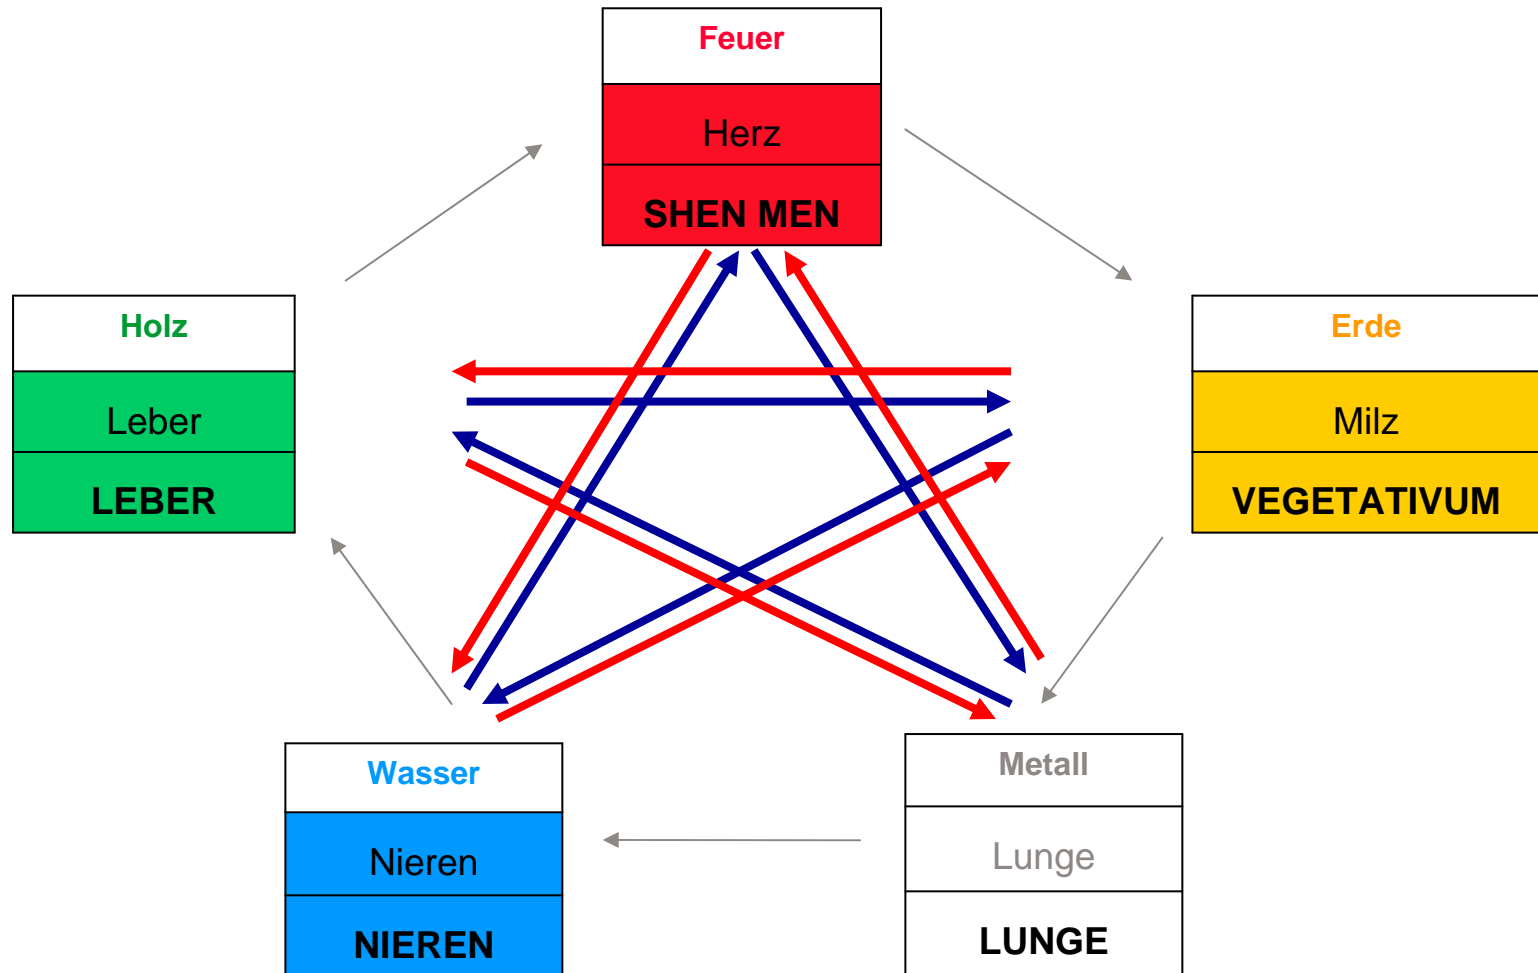 Feuer
Herz
SHEN MEN
Holz
Leber
LEBER
Erde
Milz
VEGETATIVUM
Wasser
Nieren
NIEREN
Metall
Lunge
LUNGE